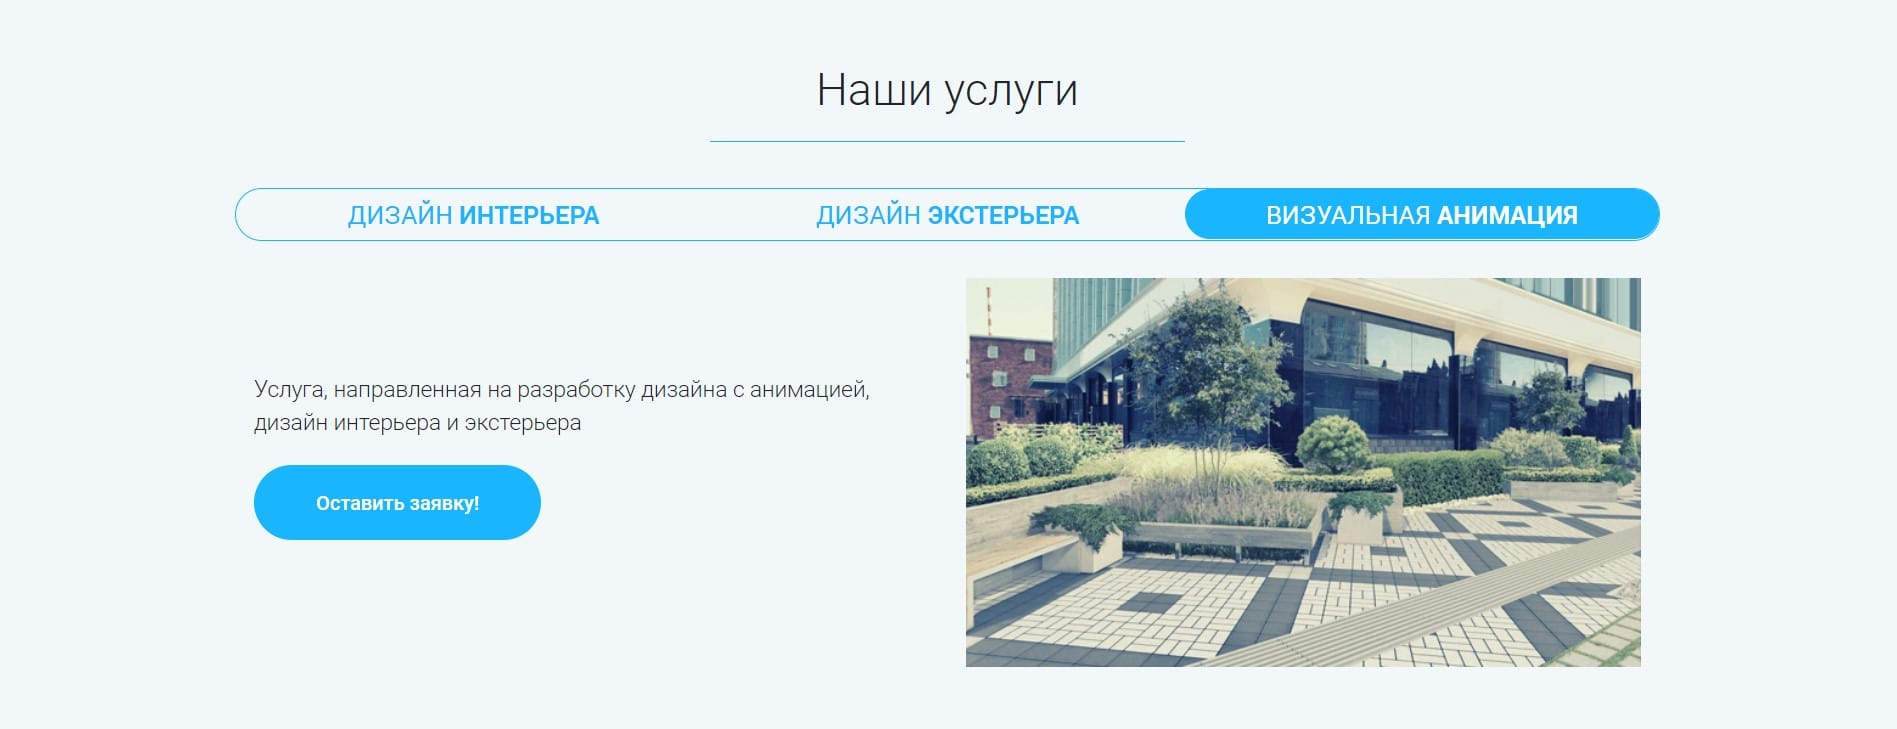 Наши услуги
ДИЗАЙН ИНТЕРЬЕРА
ДИЗАЙН ЭКСТЕРЬЕРА
ВИЗУАЛЬНАЯ АНИМАЦИЯ
Услуга, направленная на разработку дизайна с анимацией,
дизайн интерьера и экстерьера
Оставить заявку!